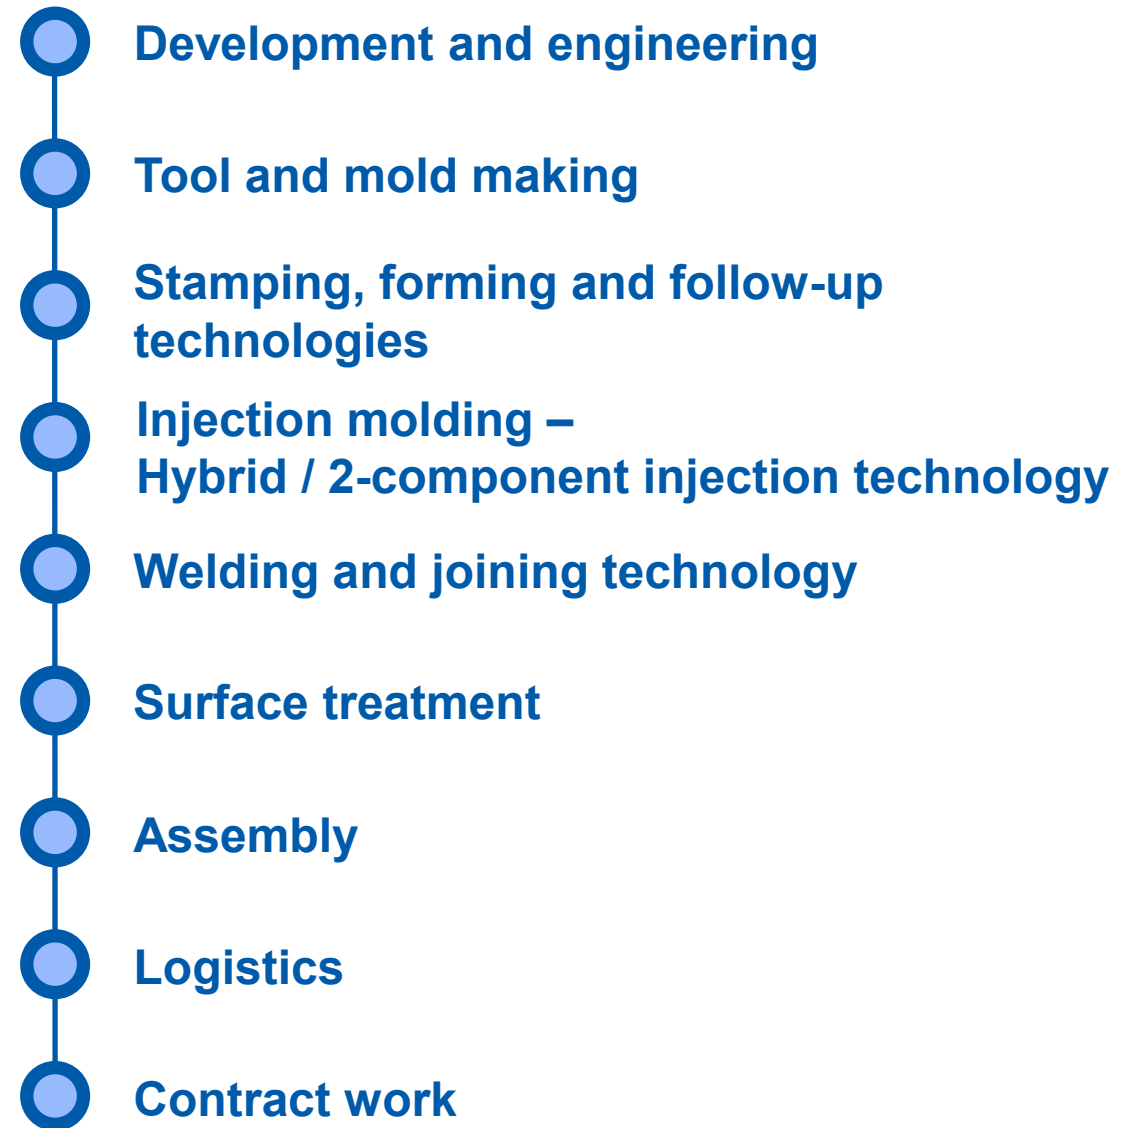 Development and engineering
Tool and mold making
Stamping, forming and follow-up
technologies
Injection molding –
Hybrid / 2-component injection technology
Welding and joining technology
Surface treatment
Assembly
Logistics
Contract work